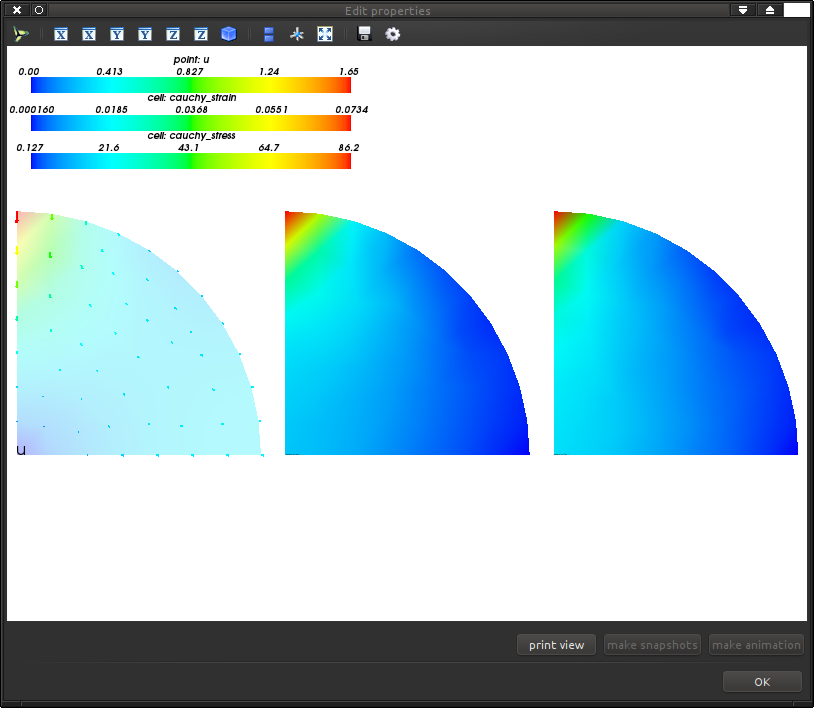 Edit properties
X X Y Y Z Z
point: u
0.00 0.413 0.827 1.24 1.65
cell: cauchy_strain
0.000160 0.0185 0.0368 0.0551 0.0734
cell: cauchy_stress
0.127 21.6 43.1 64.7 86.2
u
print view make snapshots make animation
OK